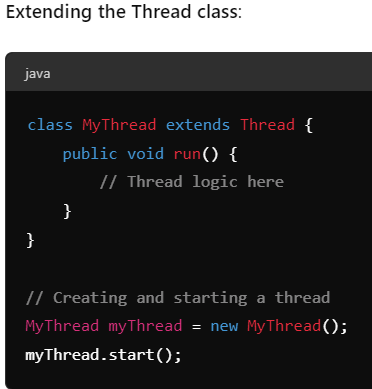 Extending the Thread class:
java
class MyThread extends Thread {
    public void run() {
        // Thread logic here
    }
}
// Creating and starting a thread
MyThread myThread = new MyThread();
myThread.start();